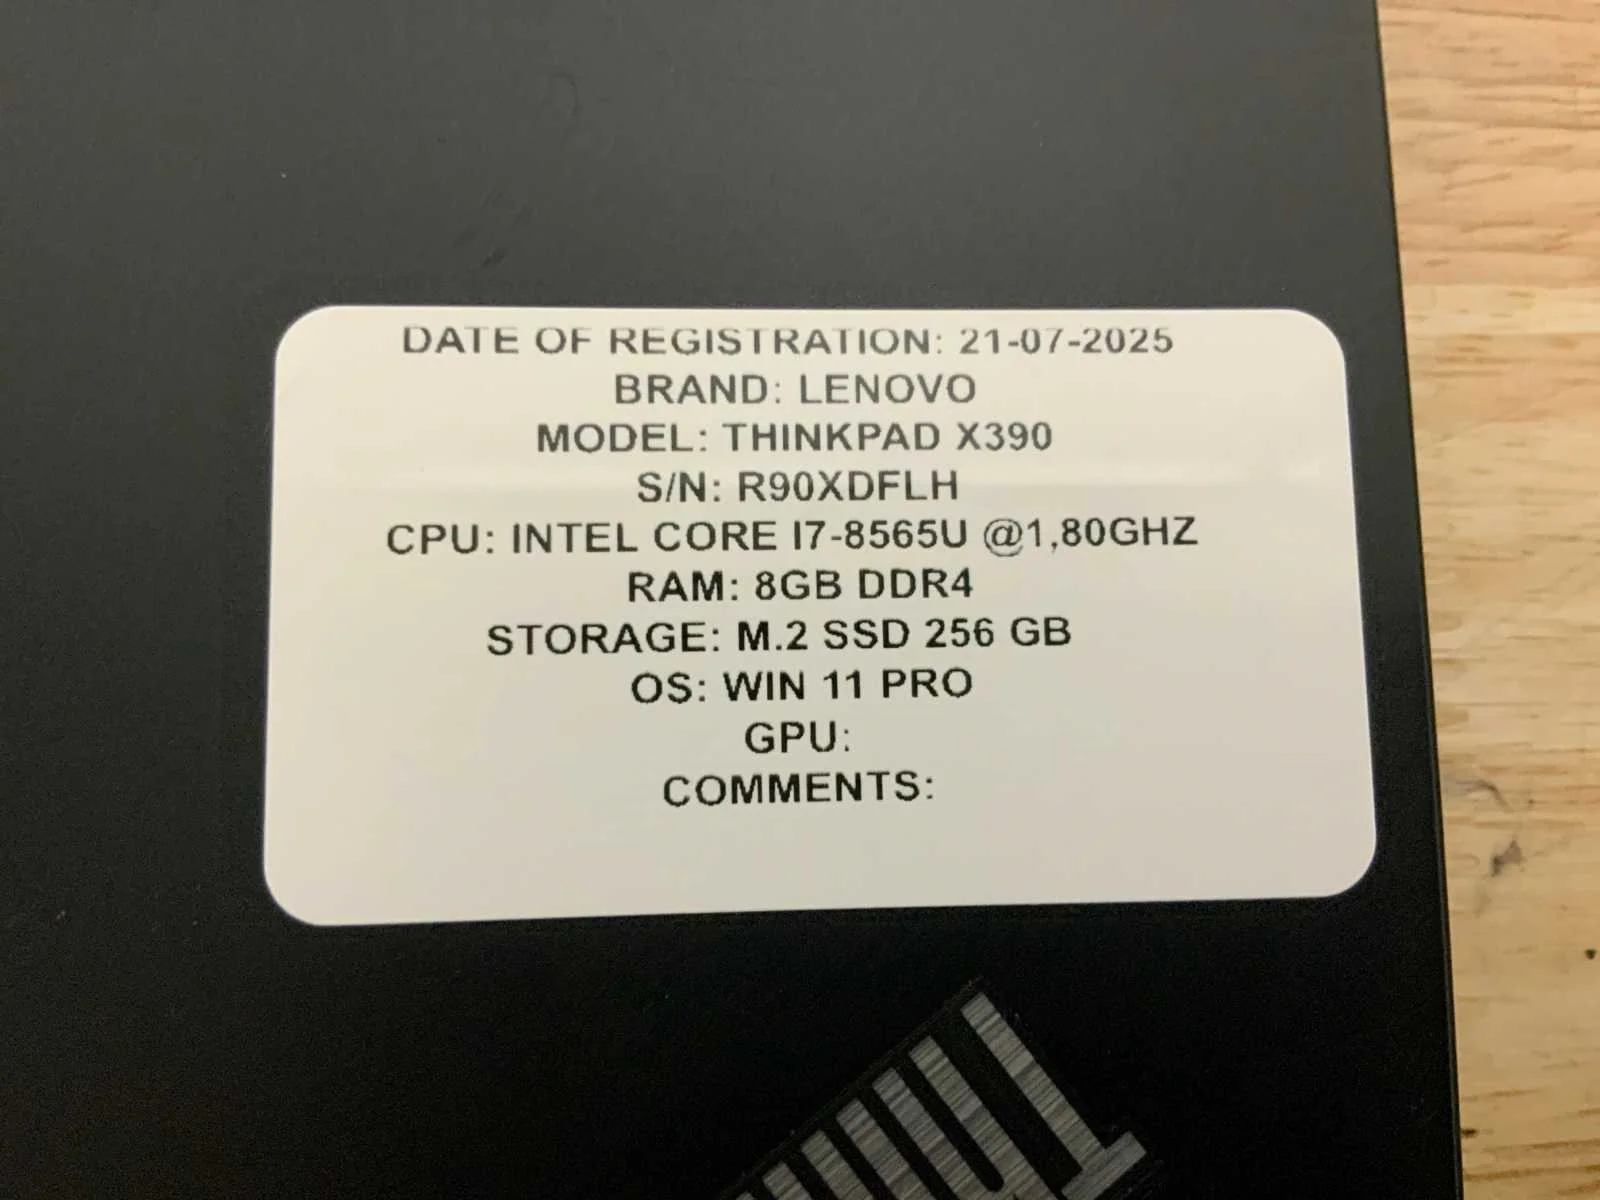 DATE OF REGISTRATION: 21-07-2025
BRAND: LENOVO
MODEL: THINKPAD X390
S/N: R90XDFLH
CPU: INTEL CORE I7-8565U @1,80GHZ
RAM: 8GB DDR4
STORAGE: M.2 SSD 256 GB
OS: WIN 11 PRO
GPU:
COMMENTS:
Thin